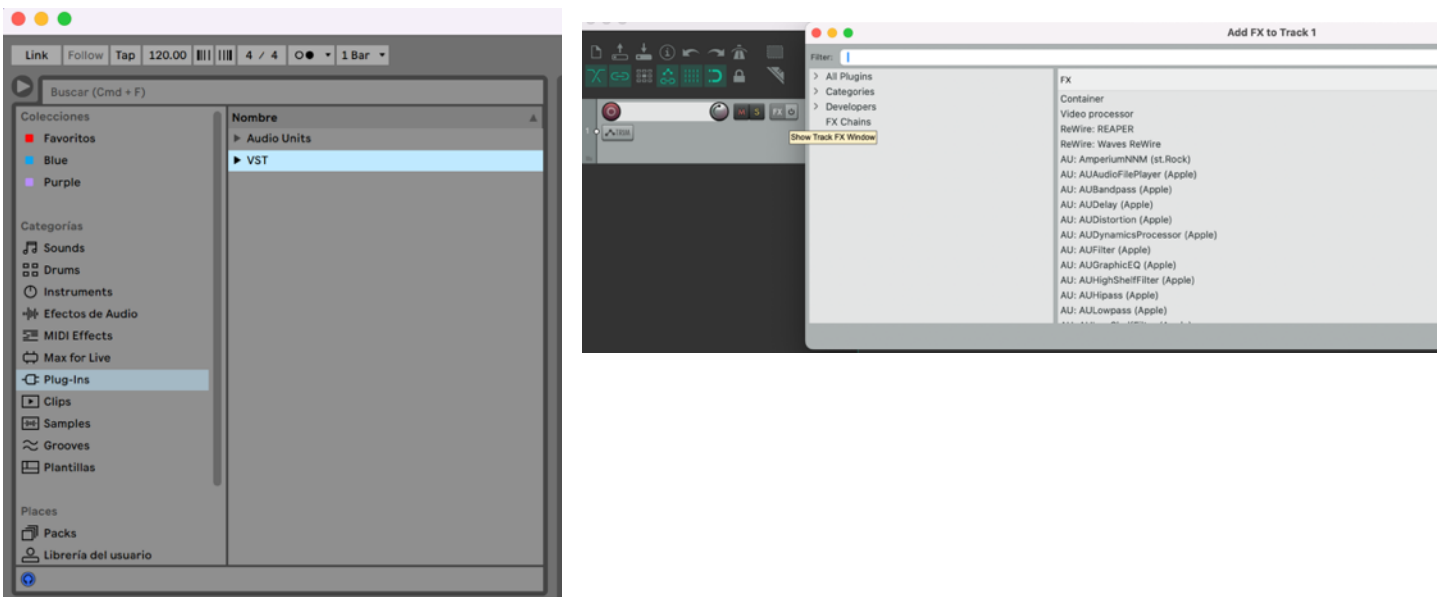 Link Follow Tap 120.00 4 / 4 1 Bar
Buscar (Cmd + F)
Colecciones
Favoritos
Blue
Purple
Categorías
Sounds
Drums
Instruments
Efectos de Audio
MIDI Effects
Max for Live
Plug-Ins
Clips
Samples
Grooves
Plantillas
Places
Packs
Librería del usuario
Nombre
Audio Units
VST
M S FX
1
TRIM
Show Track FX Window
Add FX to Track 1
Filter:
All Plugins
Categories
Developers
FX Chains
FX
Container
Video processor
ReWire: REAPER
ReWire: Waves ReWire
AU: AmperiumNNM (st.Rock)
AU: AUAudioFilePlayer (Apple)
AU: AUBandpass (Apple)
AU: AUDelay (Apple)
AU: AUDistortion (Apple)
AU: AUDynamicsProcessor (Apple)
AU: AUFilter (Apple)
AU: AUGraphicEQ (Apple)
AU: AUHighShelfFilter (Apple)
AU: AUHipass (Apple)
AU: AULowpass (Apple)